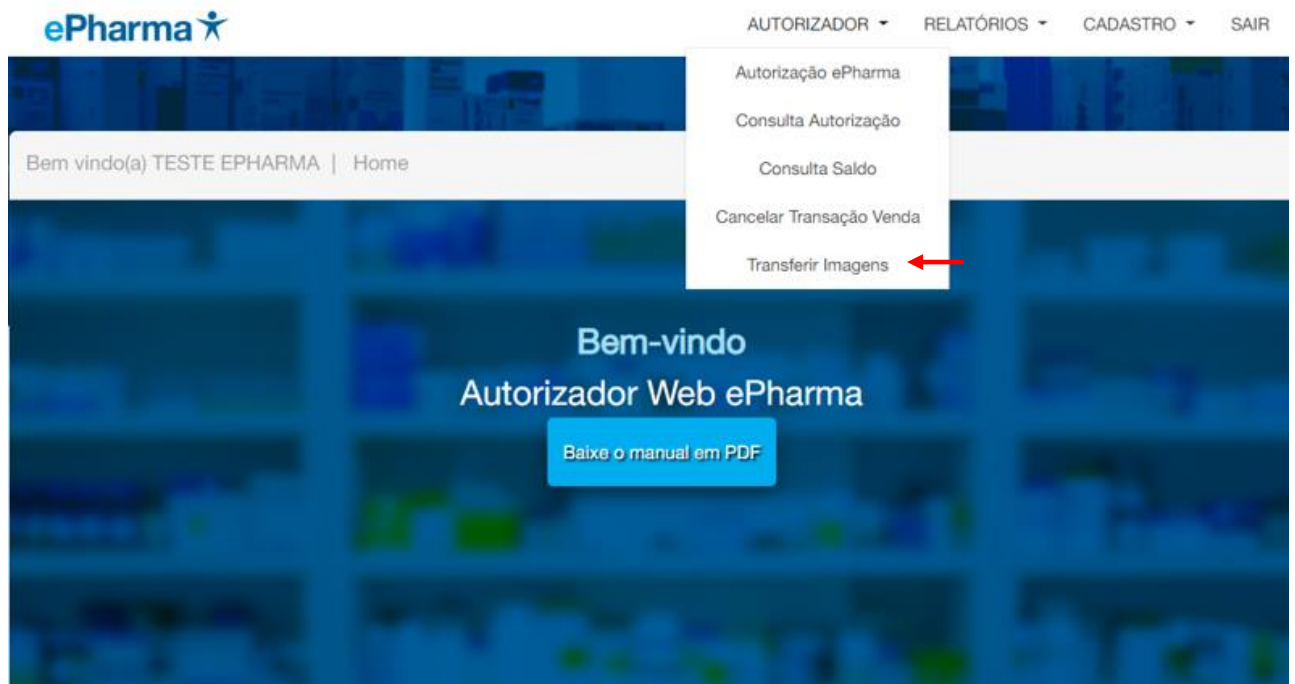 ePharma
AUTORIZADOR RELATÓRIOS CADASTRO SAIR
Autorização ePharma
Consulta Autorização
Consulta Saldo
Cancelar Transação Venda
Transferir Imagens
Bem vindo(a) TESTE EPHARMA | Home
Bem-vindo
Autorizador Web ePharma
Baixe o manual em PDF